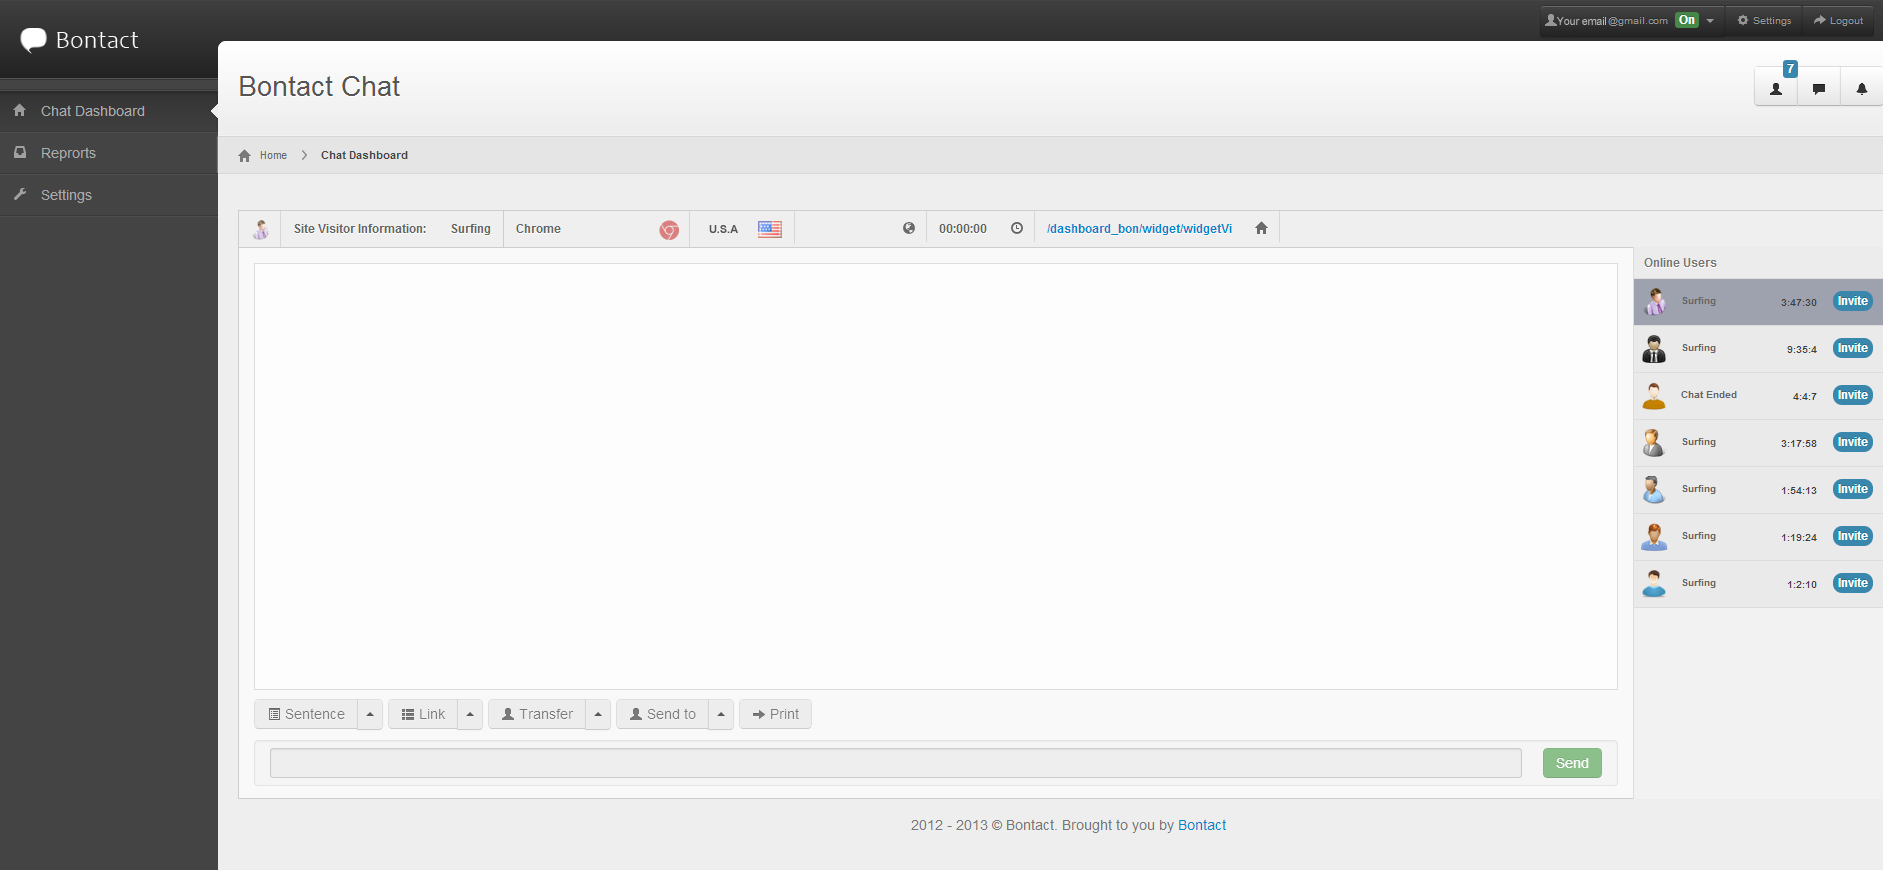 Bontact
Your email@gmail.com On
Settings
Logout
Bontact Chat
7
Chat Dashboard
Reprorts
Settings
Home
Chat Dashboard
Site Visitor Information: Surfing
Chrome
U.S.A
00:00:00
/dashboard_bon/widget/widgetVi
Online Users
Surfing 3:47:30 Invite
Surfing 9:35:4 Invite
Chat Ended 4:4:7 Invite
Surfing 3:17:58 Invite
Surfing 1:54:13 Invite
Surfing 1:19:24 Invite
Surfing 1:2:10 Invite
Sentence
Link
Transfer
Send to
Print
Send
2012 - 2013 © Bontact. Brought to you by Bontact